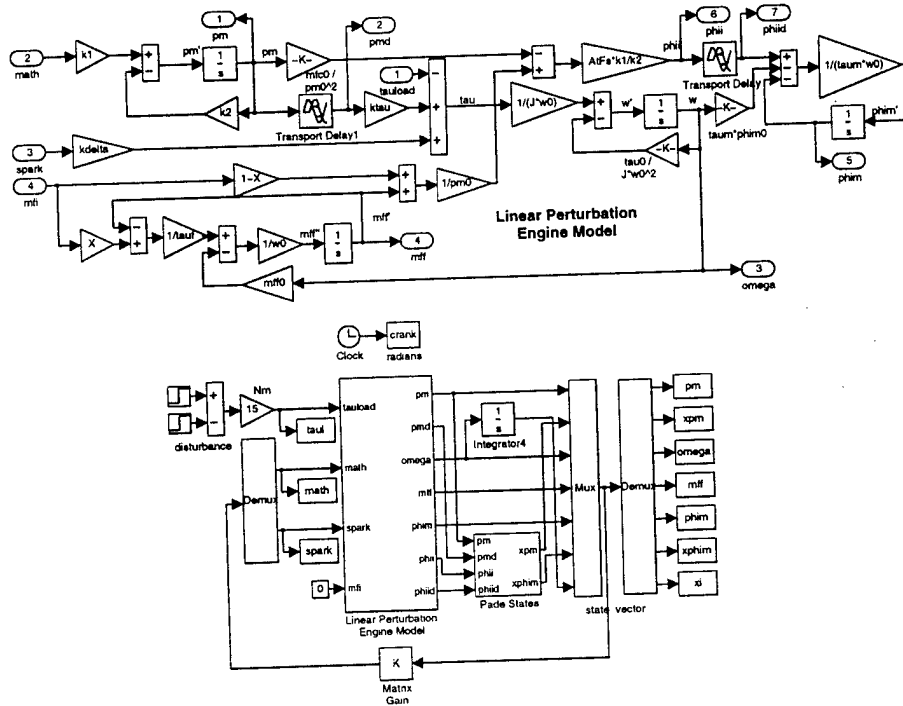 1
pm
2
pmd
6
phii
7
phiid
2
math
k1
+
−
pm'
1
s
pm
-K-
mfc0 /
pm0^2
k2
Transport Delay1
ktau
1
tauload
−
+
+
tau
−
+
AtFs*k1/k2
phii
Transport Delay
+
−
−
1/(taum*w0)
1/(J*w0)
+
−
w'
1
s
w
-K-
taum*phim0
1
s
phim'
-K-
tau0 /
J*w0^2
5
phim
3
spark
kdelta
4
mfi
1-X
+
+
1/pm0
mff'
X
−
+
1/tauf
+
−
1/w0
mff''
1
s
4
mff
mff0
Linear Perturbation
Engine Model
3
omega
Clock
crank
radians
+
−
disturbance
Nm
15
taul
tauload
math
spark
mfi
pm
pmd
omega
mff
phim
phii
phiid
Linear Perturbation
Engine Model
Demux
math
spark
0
1
s
Integrator4
pm
pmd
phii
phiid
xpm
xphim
Pade States
Mux
state vector
Demux
pm
xpm
omega
mff
phim
xphim
xi
K
Matrix
Gain